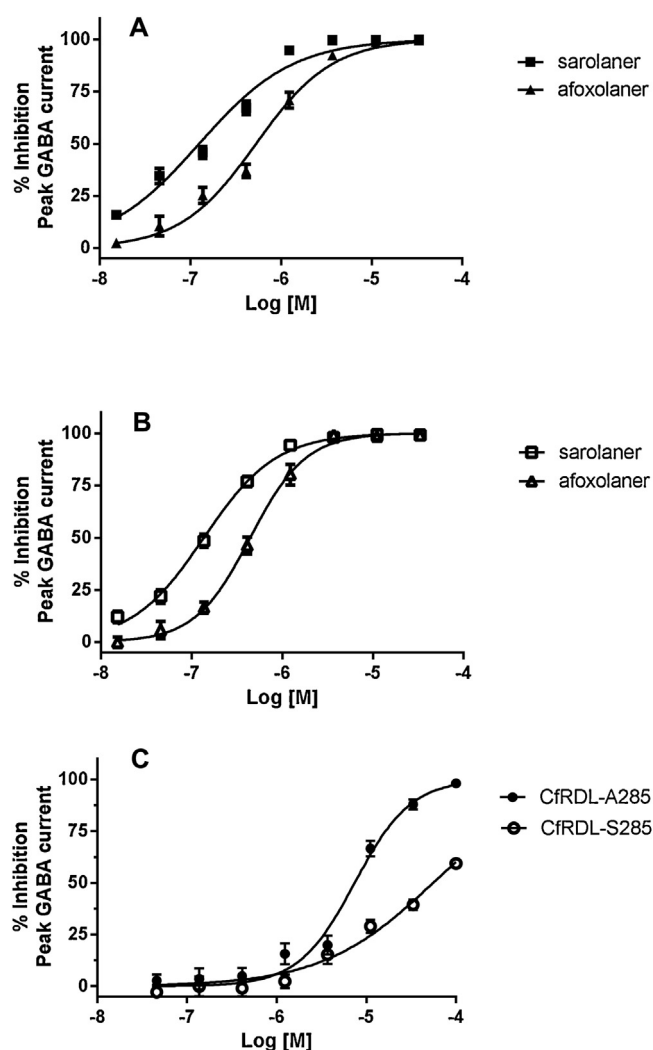 A
% Inhibition
Peak GABA current
100
75
50
25
0
-8 -7 -6 -5 -4
Log [M]
sarolaner
afoxolaner
B
% Inhibition
Peak GABA current
100
75
50
25
0
-8 -7 -6 -5 -4
Log [M]
sarolaner
afoxolaner
C
% Inhibition
Peak GABA current
100
75
50
25
0
-8 -7 -6 -5 -4
Log [M]
CfRDL-A285
CfRDL-S285